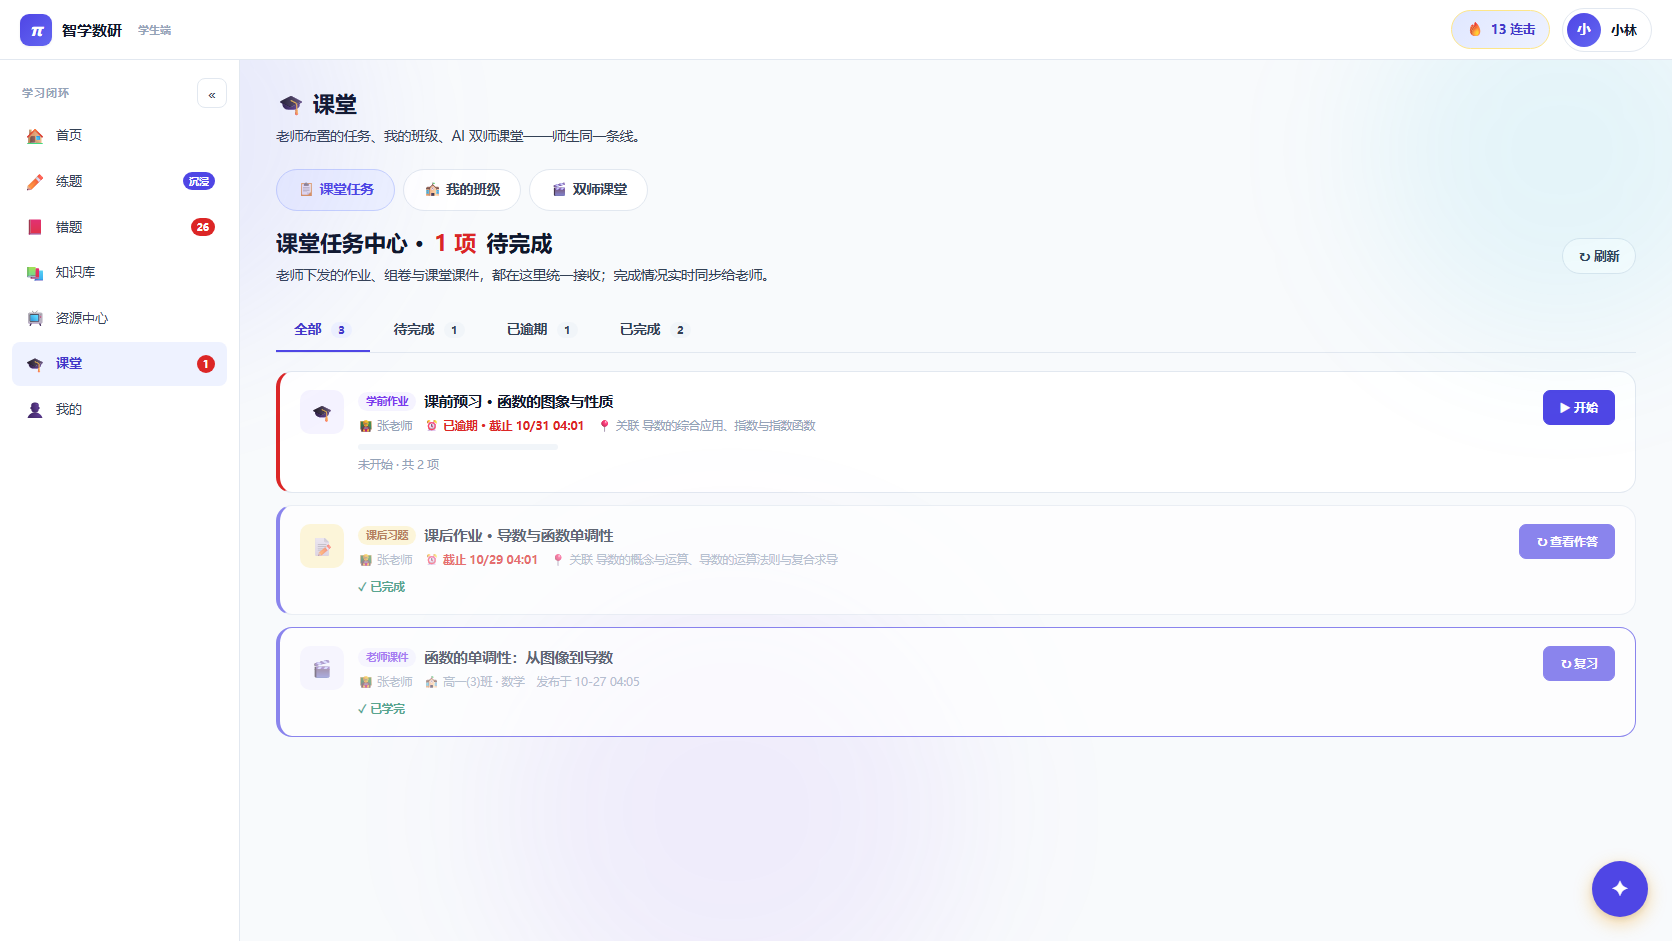 π 智学数研 学生端
13 连击
小 小林
学习闭环 «
首页
练题 沉浸
错题 26
知识库
资源中心
课堂 1
我的
课堂
老师布置的任务、我的班级、AI 双师课堂——师生同一条线。
课堂任务 我的班级 双师课堂
课堂任务中心 · 1 项 待完成
老师下发的作业、组卷与课堂课件，都在这里统一接收；完成情况实时同步给老师。
↻ 刷新
全部 3 待完成 1 已逾期 1 已完成 2
学前作业 课前预习 · 函数的图象与性质
张老师 已逾期 · 截止 10/31 04:01 关联 导数的综合应用、指数与指数函数
未开始 · 共 2 项
▶ 开始
课后习题 课后作业 · 导数与函数单调性
张老师 截止 10/29 04:01 关联 导数的概念与运算、导数的运算法则与复合求导
✓ 已完成
↻ 查看作答
老师课件 函数的单调性：从图像到导数
张老师 高一(3)班 · 数学 发布于 10-27 04:05
✓ 已学完
↻ 复习